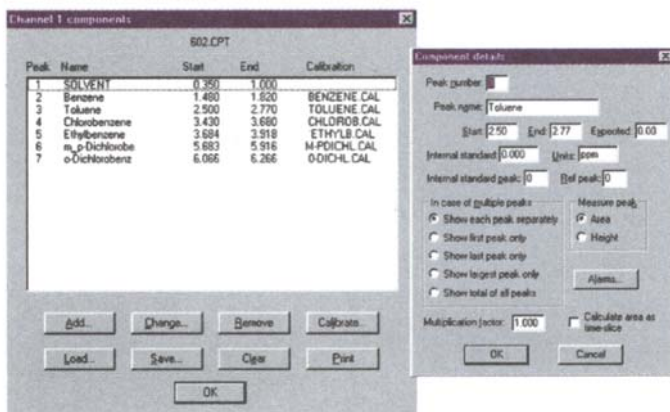 Channel 1 components
602.CPT
Peak Name Start End Calibration
1 SOLVENT 0.350 1.000
2 Benzene 1.480 1.820 BENZENE.CAL
3 Toluene 2.500 2.770 TOLUENE.CAL
4 Chlorobenzene 3.430 3.680 CHLOROB.CAL
5 Ethylbenzene 3.684 3.918 ETHYLB.CAL
6 m_p-Dichlorobe 5.683 5.916 M-PDICHL.CAL
7 o-Dichlorobenz 6.066 6.266 O-DICHL.CAL
Add... Change... Remove Calibrate...
Load... Save... Clear Print
OK
Component details
Peak number:
Peak name: Toluene
Start: 2.50 End: 2.77 Expected: 0.00
Internal standard: 0.000 Units: ppm
Internal standard peak: 0 Ref peak: 0
In case of multiple peaks
Show each peak separately
Show first peak only
Show last peak only
Show largest peak only
Show total of all peaks
Measure peak
Area
Height
Alarms...
Multiplication factor: 1.000
Calculate area as
time-slice
OK Cancel